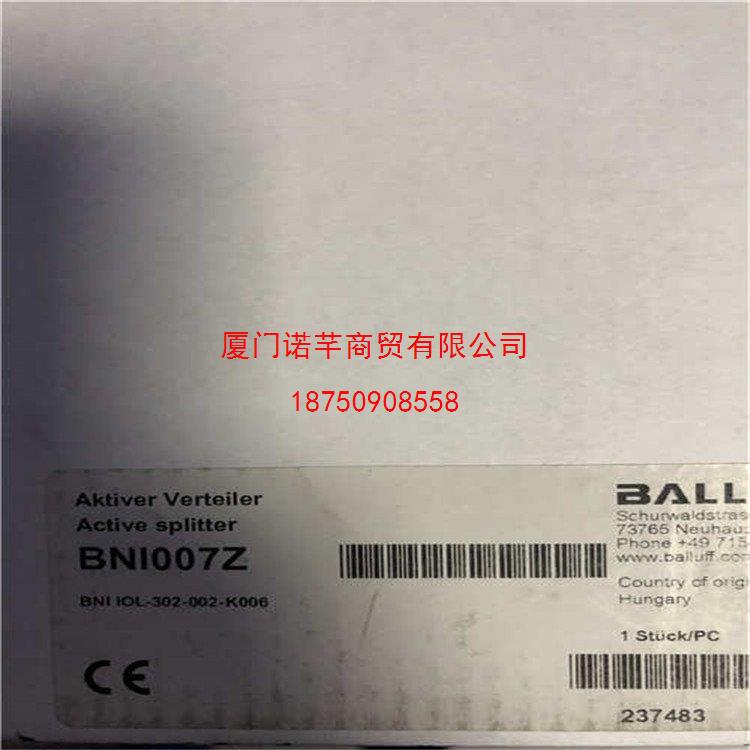 厦门诺芊商贸有限公司
18750908558
Aktiver Verteiler
Active splitter
BNI007Z
BNI IOL-302-002-K006
CE
BALL
Schurwaldstras
73765 Neuhau
Phone +49 715
www.balluff.com
Country of orig
Hungary
1 Stück/PC
237483